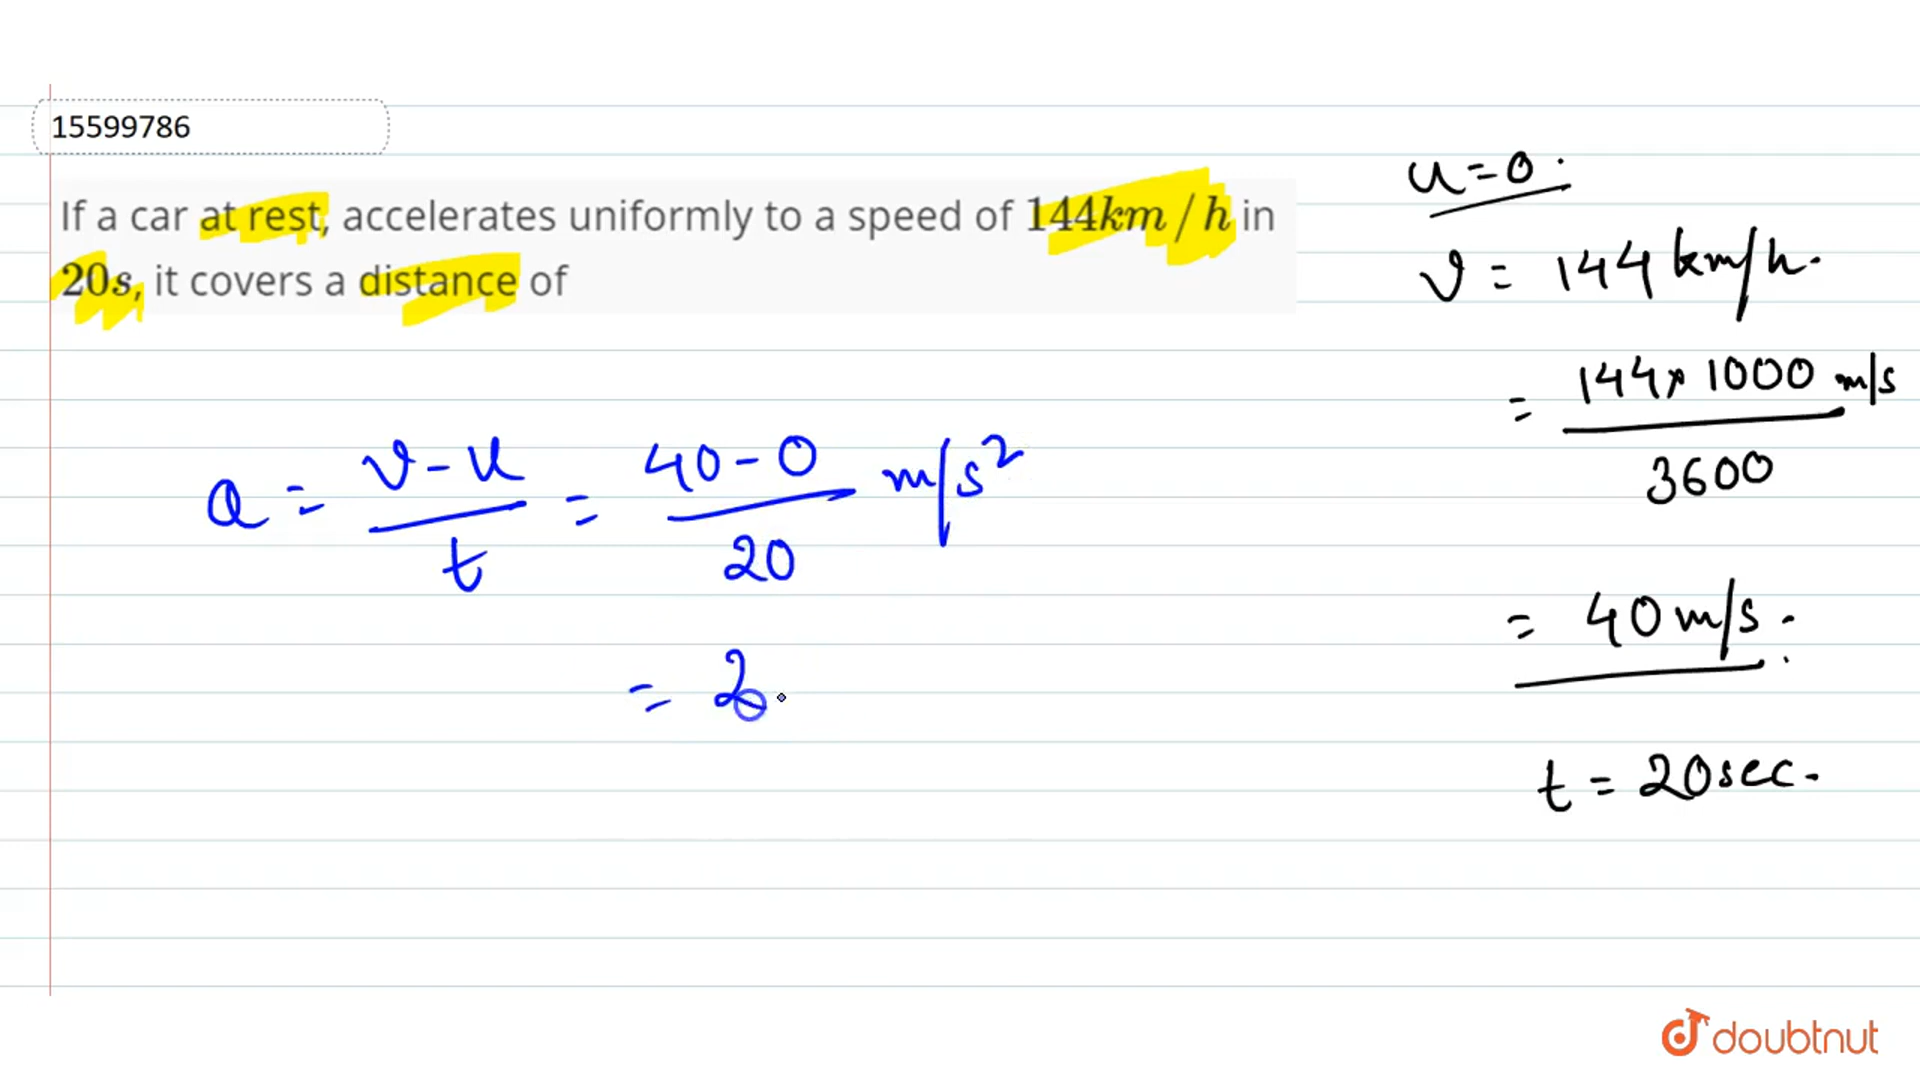 15599786
If a car at rest, accelerates uniformly to a speed of 144km/h in
20s, it covers a distance of
u=0.
v = 144 km/h.
= 144×1000 m/s
3600
= 40 m/s.
t = 20sec.
a = v-u = 40-0 m/s²
t 20
= 2
doubtnut